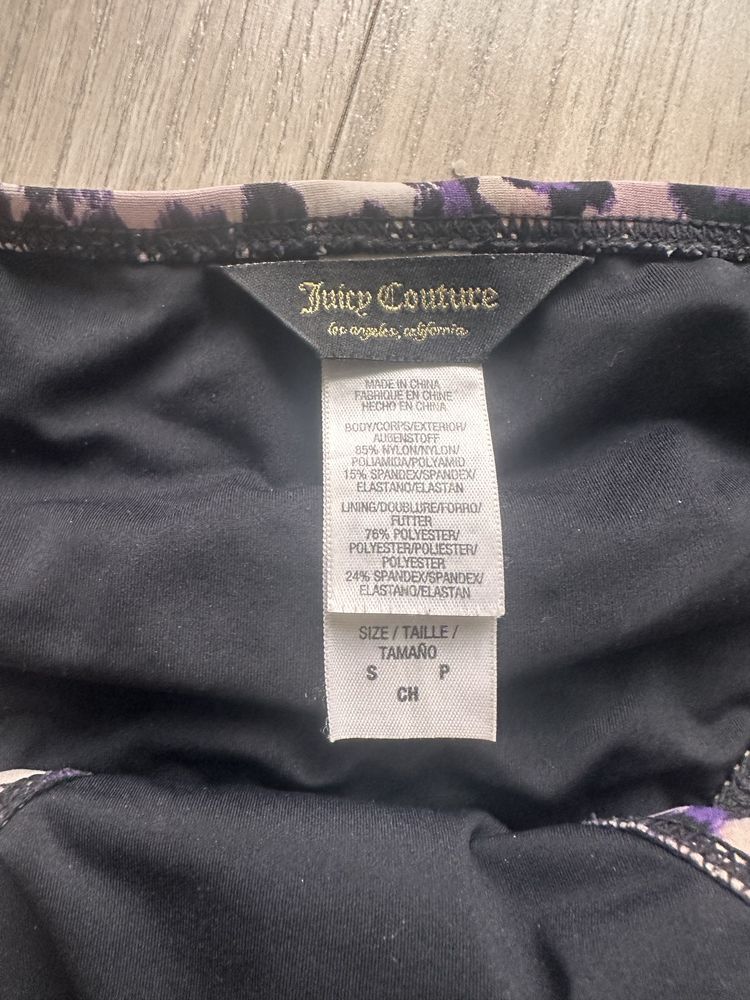 Juicy Couture
los angeles, california
MADE IN CHINA
FABRIQUE EN CHINE
HECHO EN CHINA
BODY/CORPS/EXTERIOR/
AUßENSTOFF
85% NYLON/NYLON/
POLIAMIDA/POLYAMID
15% SPANDEX/SPANDEX/
ELASTANO/ELASTAN
LINING/DOUBLURE/FORRO/
FUTTER
76% POLYESTER/
POLYESTER/POLIESTER/
POLYESTER
24% SPANDEX/SPANDEX/
ELASTANO/ELASTAN
SIZE / TAILLE /
TAMAÑO
S P
CH